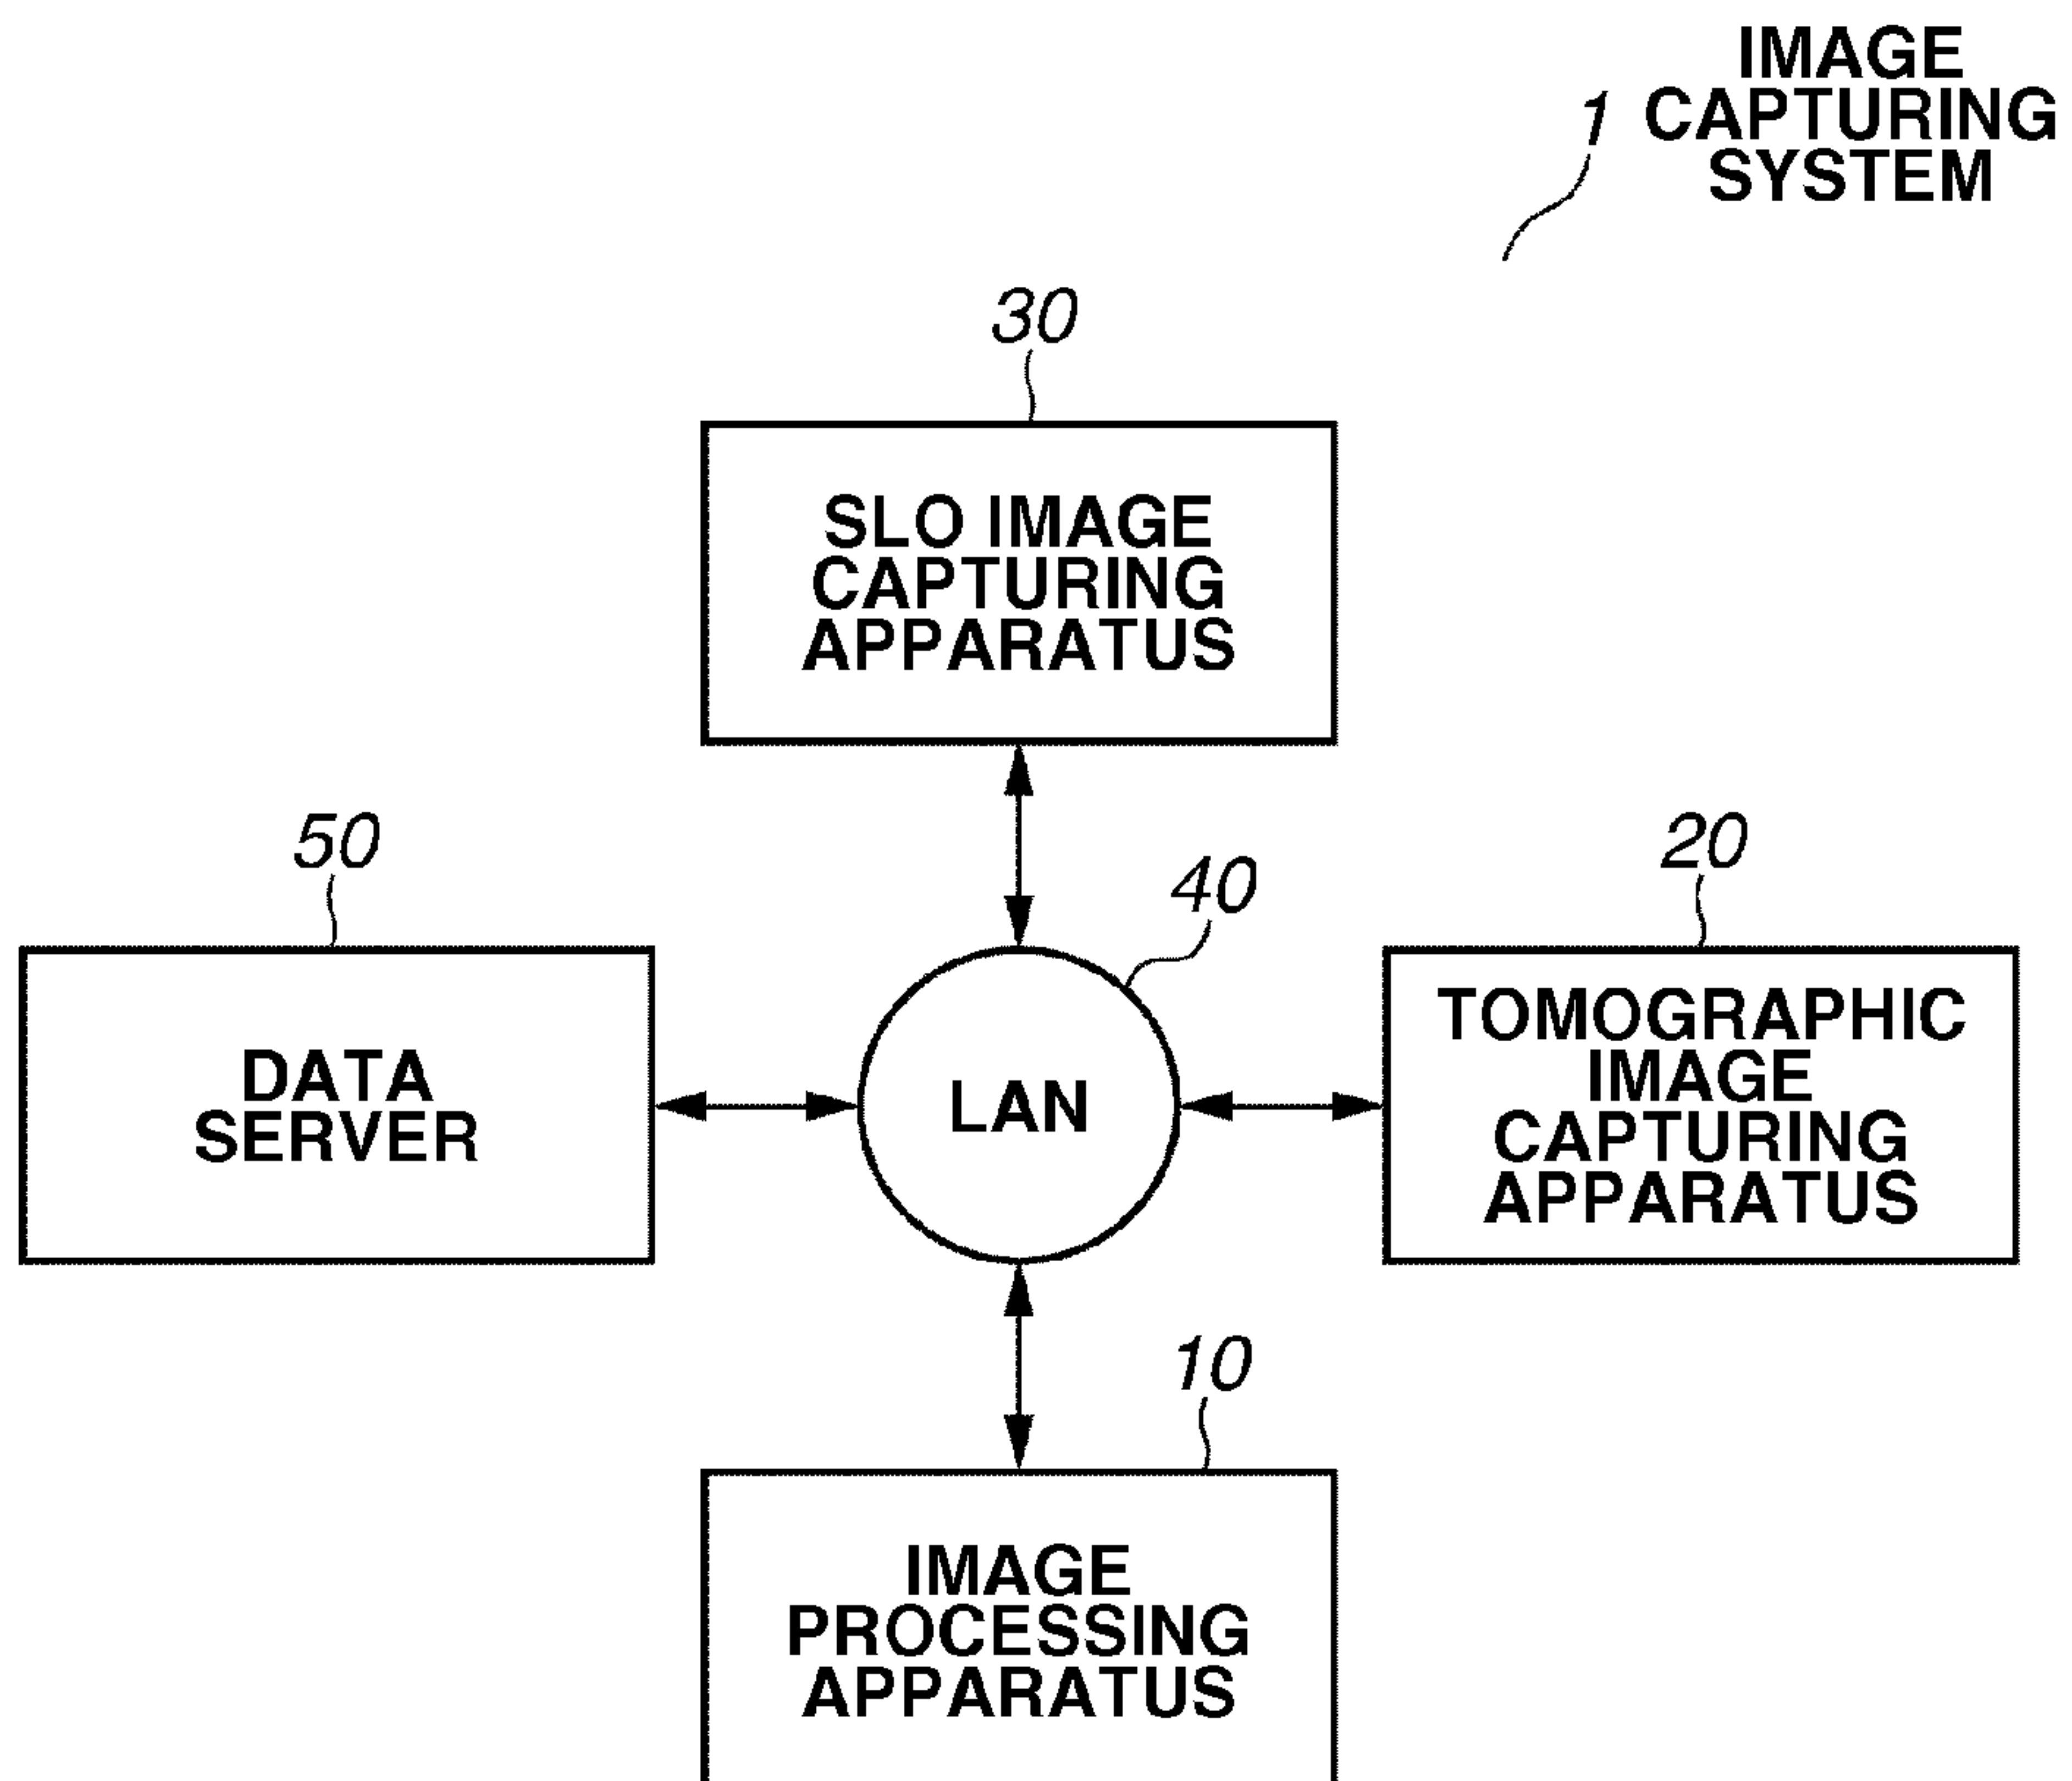 IMAGE
1 CAPTURING
SYSTEM
30
SLO IMAGE
CAPTURING
APPARATUS
50
40
20
DATA
SERVER
LAN
TOMOGRAPHIC
IMAGE
CAPTURING
APPARATUS
10
IMAGE
PROCESSING
APPARATUS